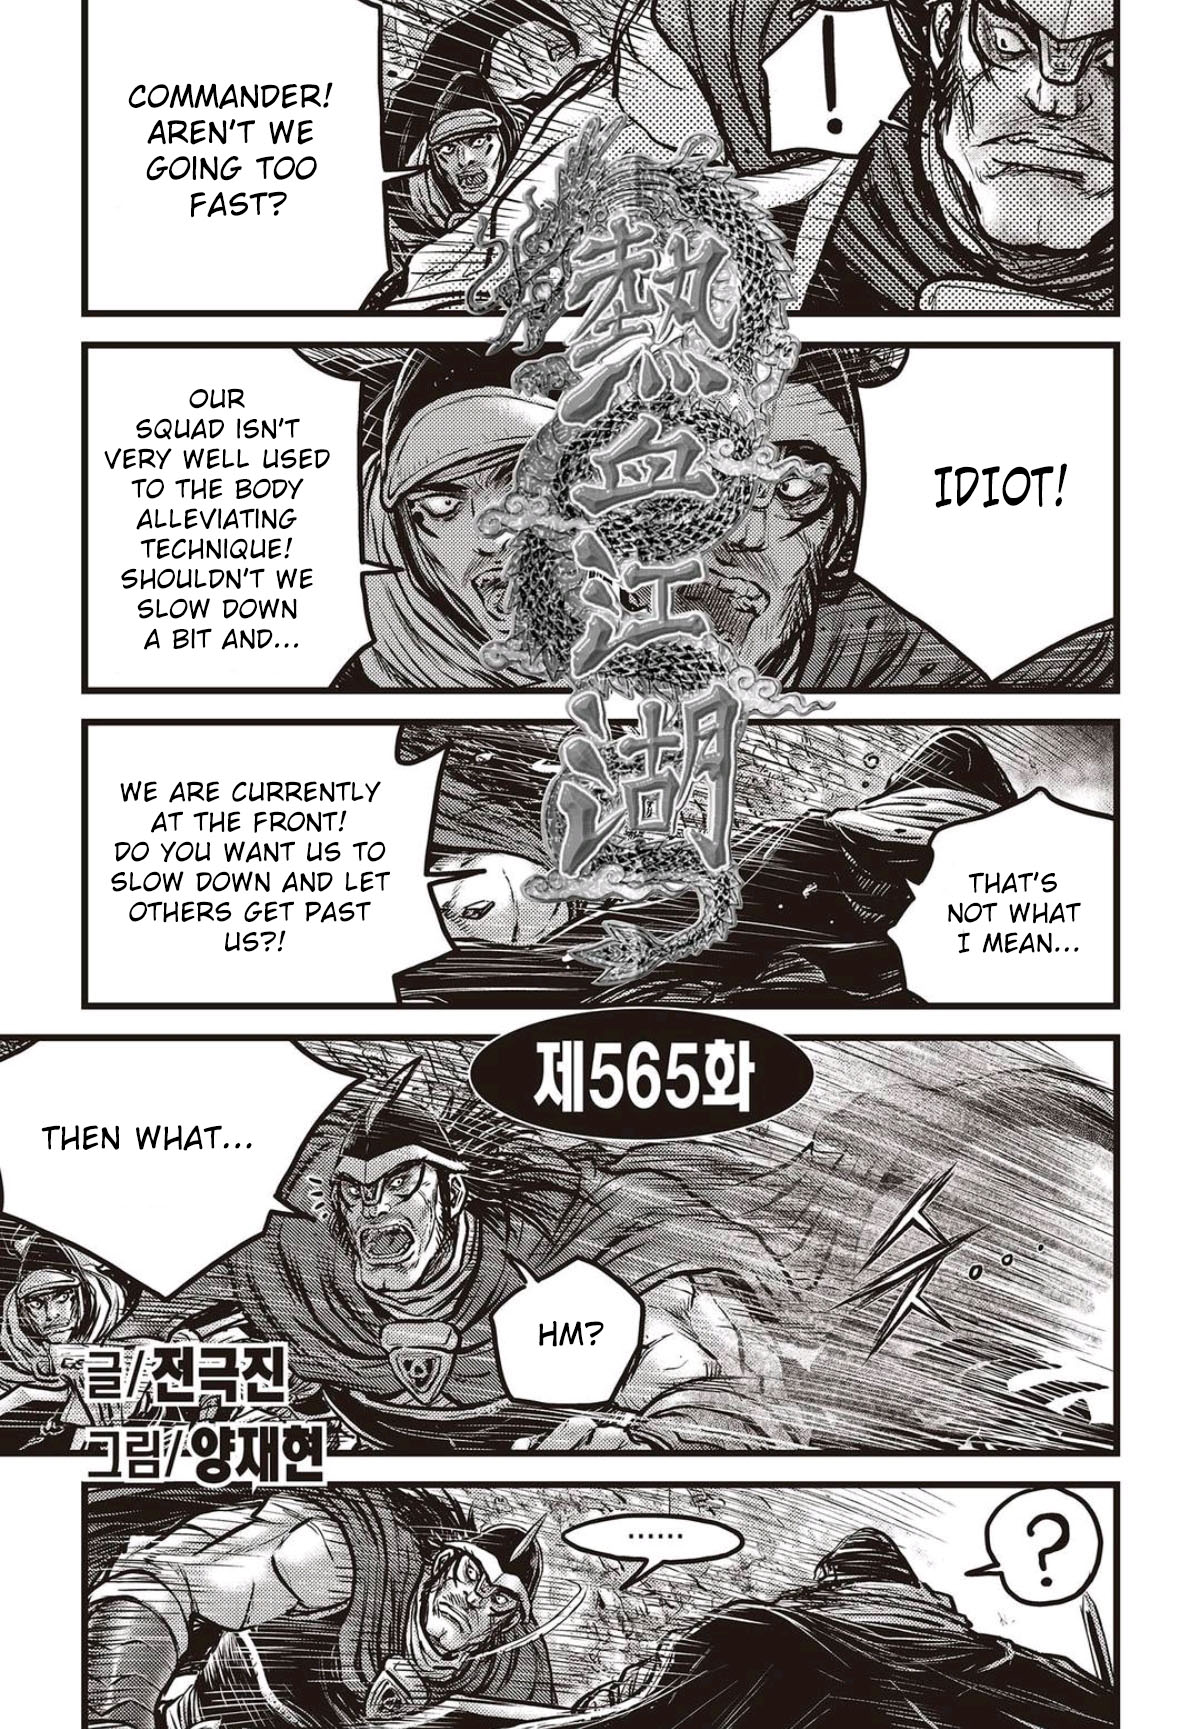 COMMANDER!
AREN'T WE
GOING TOO
FAST?
!
熱
血
江
湖
OUR
SQUAD ISN'T
VERY WELL USED
TO THE BODY
ALLEVIATING
TECHNIQUE!
SHOULDN'T WE
SLOW DOWN
A BIT AND...
IDIOT!
WE ARE CURRENTLY
AT THE FRONT!
DO YOU WANT US TO
SLOW DOWN AND LET
OTHERS GET PAST
US?!
THAT'S
NOT WHAT
I MEAN...
제565화
THEN WHAT...
HM?
글/전극진
그림/양재현
......
?